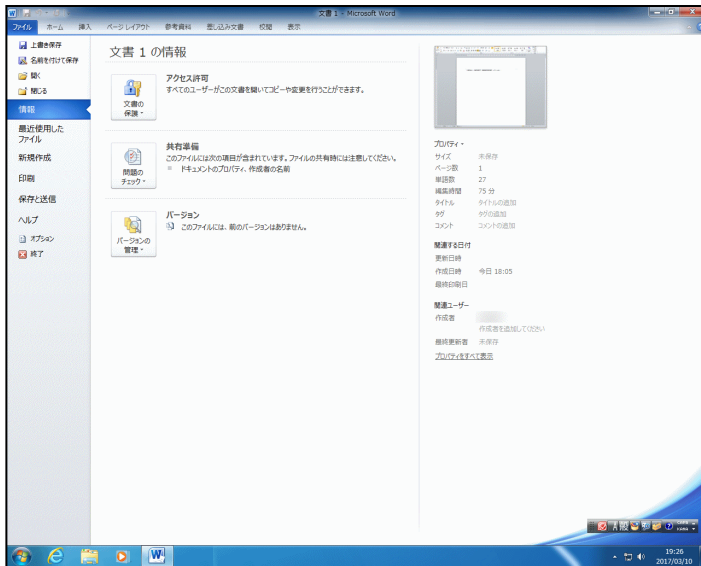 文書 1 - Microsoft Word
ファイル ホーム 挿入 ページ レイアウト 参考資料 差し込み文書 校閲 表示
上書き保存
名前を付けて保存
開く
閉じる
情報
最近使用した
ファイル
新規作成
印刷
保存と送信
ヘルプ
オプション
終了
文書 1 の情報
文書の
保護
アクセス許可
すべてのユーザーがこの文書を開いてコピーや変更を行うことができます。
問題の
チェック
共有準備
このファイルには次の項目が含まれています。ファイルの共有時には注意してください。
ドキュメントのプロパティ、作成者の名前
バージョンの
管理
バージョン
このファイルには、前のバージョンはありません。
プロパティ
サイズ 未保存
ページ数 1
単語数 27
編集時間 75 分
タイトル タイトルの追加
タグ タグの追加
コメント コメントの追加
関連する日付
更新日時
作成日時 今日 18:05
最終印刷日
関連ユーザー
作成者
作成者を追加してください
最終更新者 未保存
プロパティをすべて表示
般
CAPS
KANA
19:26
2017/03/10